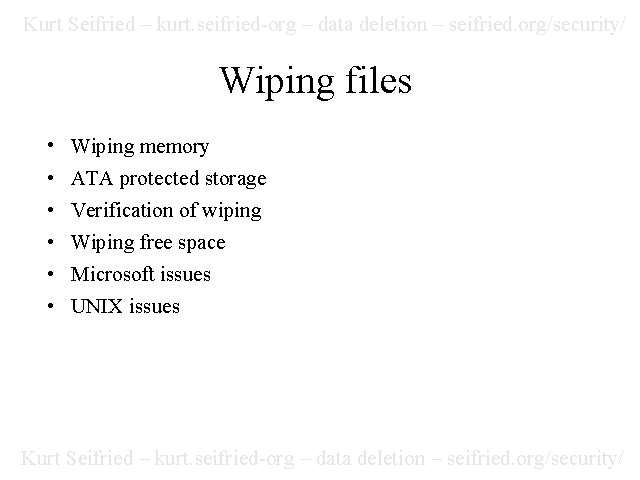 Kurt Seifried – kurt.seifried-org – data deletion – seifried.org/security/
Wiping files
• Wiping memory
• ATA protected storage
• Verification of wiping
• Wiping free space
• Microsoft issues
• UNIX issues
Kurt Seifried – kurt.seifried-org – data deletion – seifried.org/security/